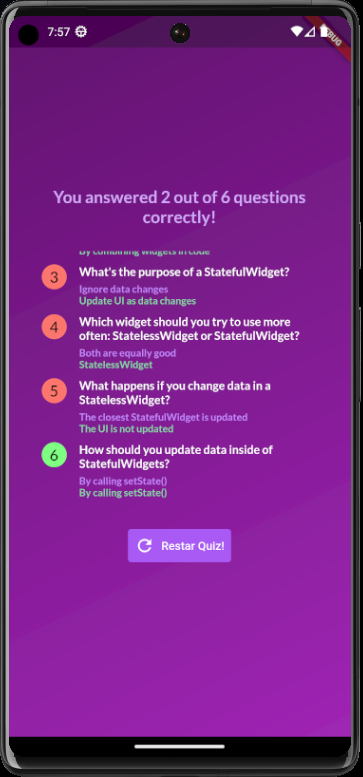 7:57
You answered 2 out of 6 questions
correctly!
By combining widgets in code
3
What's the purpose of a StatefulWidget?
Ignore data changes
Update UI as data changes
4
Which widget should you try to use more
often: StatelessWidget or StatefulWidget?
Both are equally good
StatelessWidget
5
What happens if you change data in a
StatelessWidget?
The closest StatefulWidget is updated
The UI is not updated
6
How should you update data inside of
StatefulWidgets?
By calling setState()
By calling setState()
Restar Quiz!